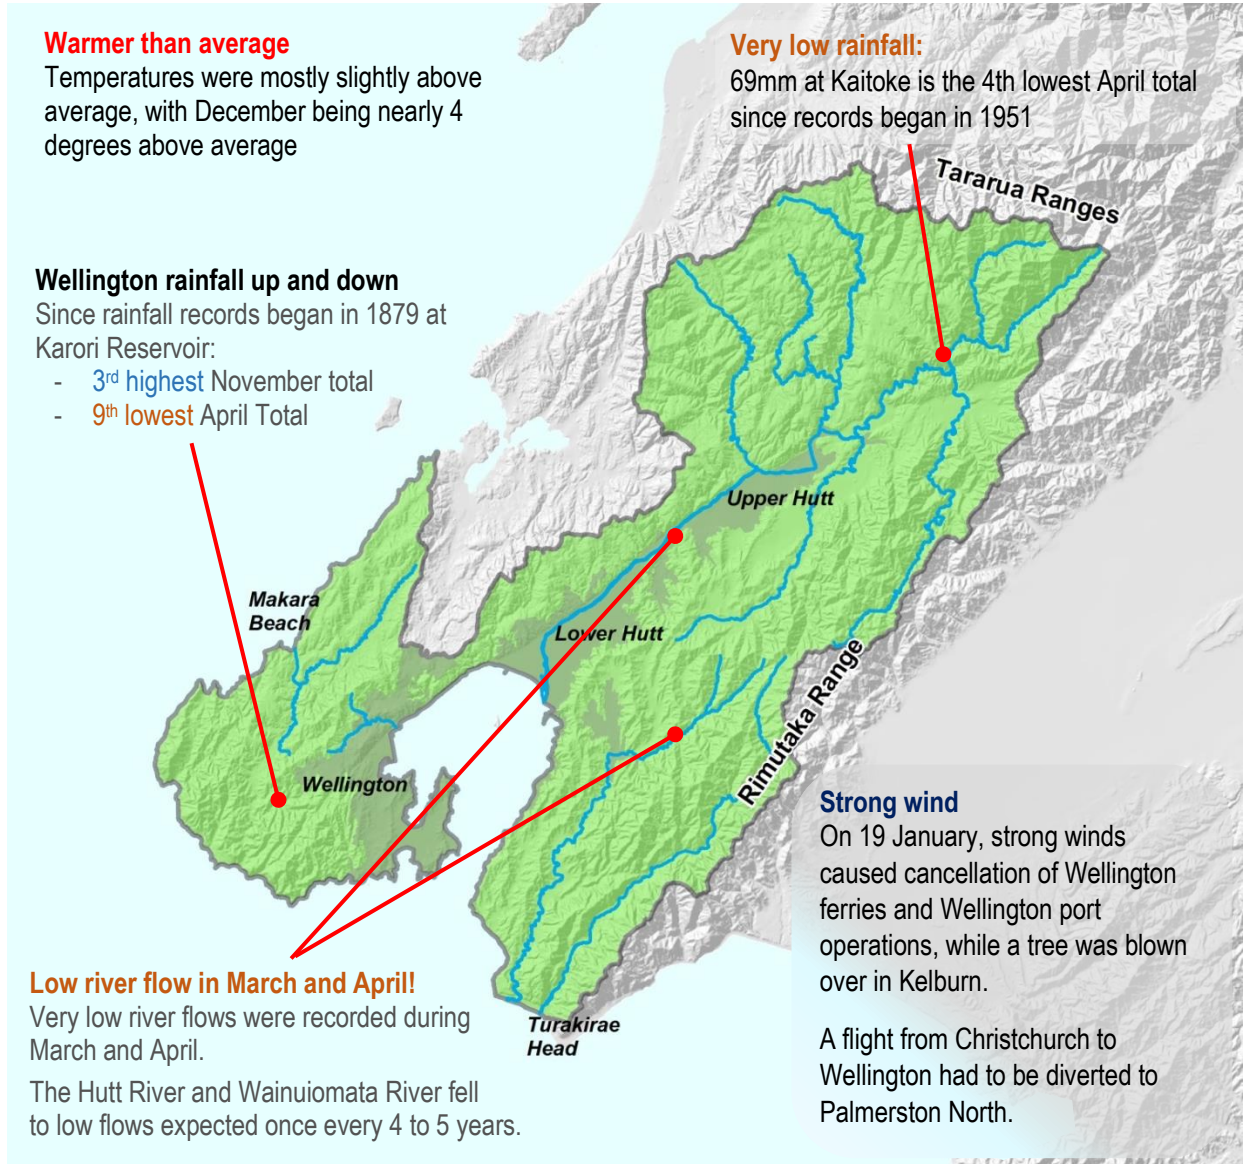 Warmer than average
Temperatures were mostly slightly above
average, with December being nearly 4
degrees above average
Very low rainfall:
69mm at Kaitoke is the 4th lowest April total
since records began in 1951
Tararua Ranges
Wellington rainfall up and down
Since rainfall records began in 1879 at
Karori Reservoir:
- 3rd highest November total
- 9th lowest April Total
Upper Hutt
Makara
Beach
Lower Hutt
Rimutaka Range
Wellington
Strong wind
On 19 January, strong winds
caused cancellation of Wellington
ferries and Wellington port
operations, while a tree was blown
over in Kelburn.
A flight from Christchurch to
Wellington had to be diverted to
Palmerston North.
Low river flow in March and April!
Very low river flows were recorded during
March and April.
The Hutt River and Wainuiomata River fell
to low flows expected once every 4 to 5 years.
Turakirae
Head